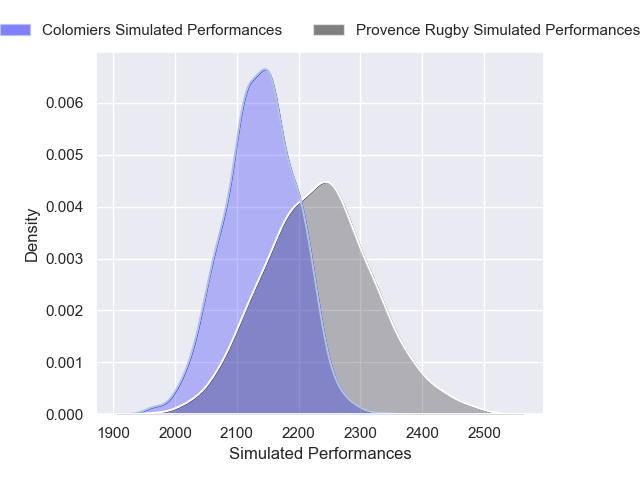 Colomiers Simulated Performances
Provence Rugby Simulated Performances
0.006
0.005
0.004
0.003
0.002
0.001
0.000
Density
1900 2000 2100 2200 2300 2400 2500
Simulated Performances